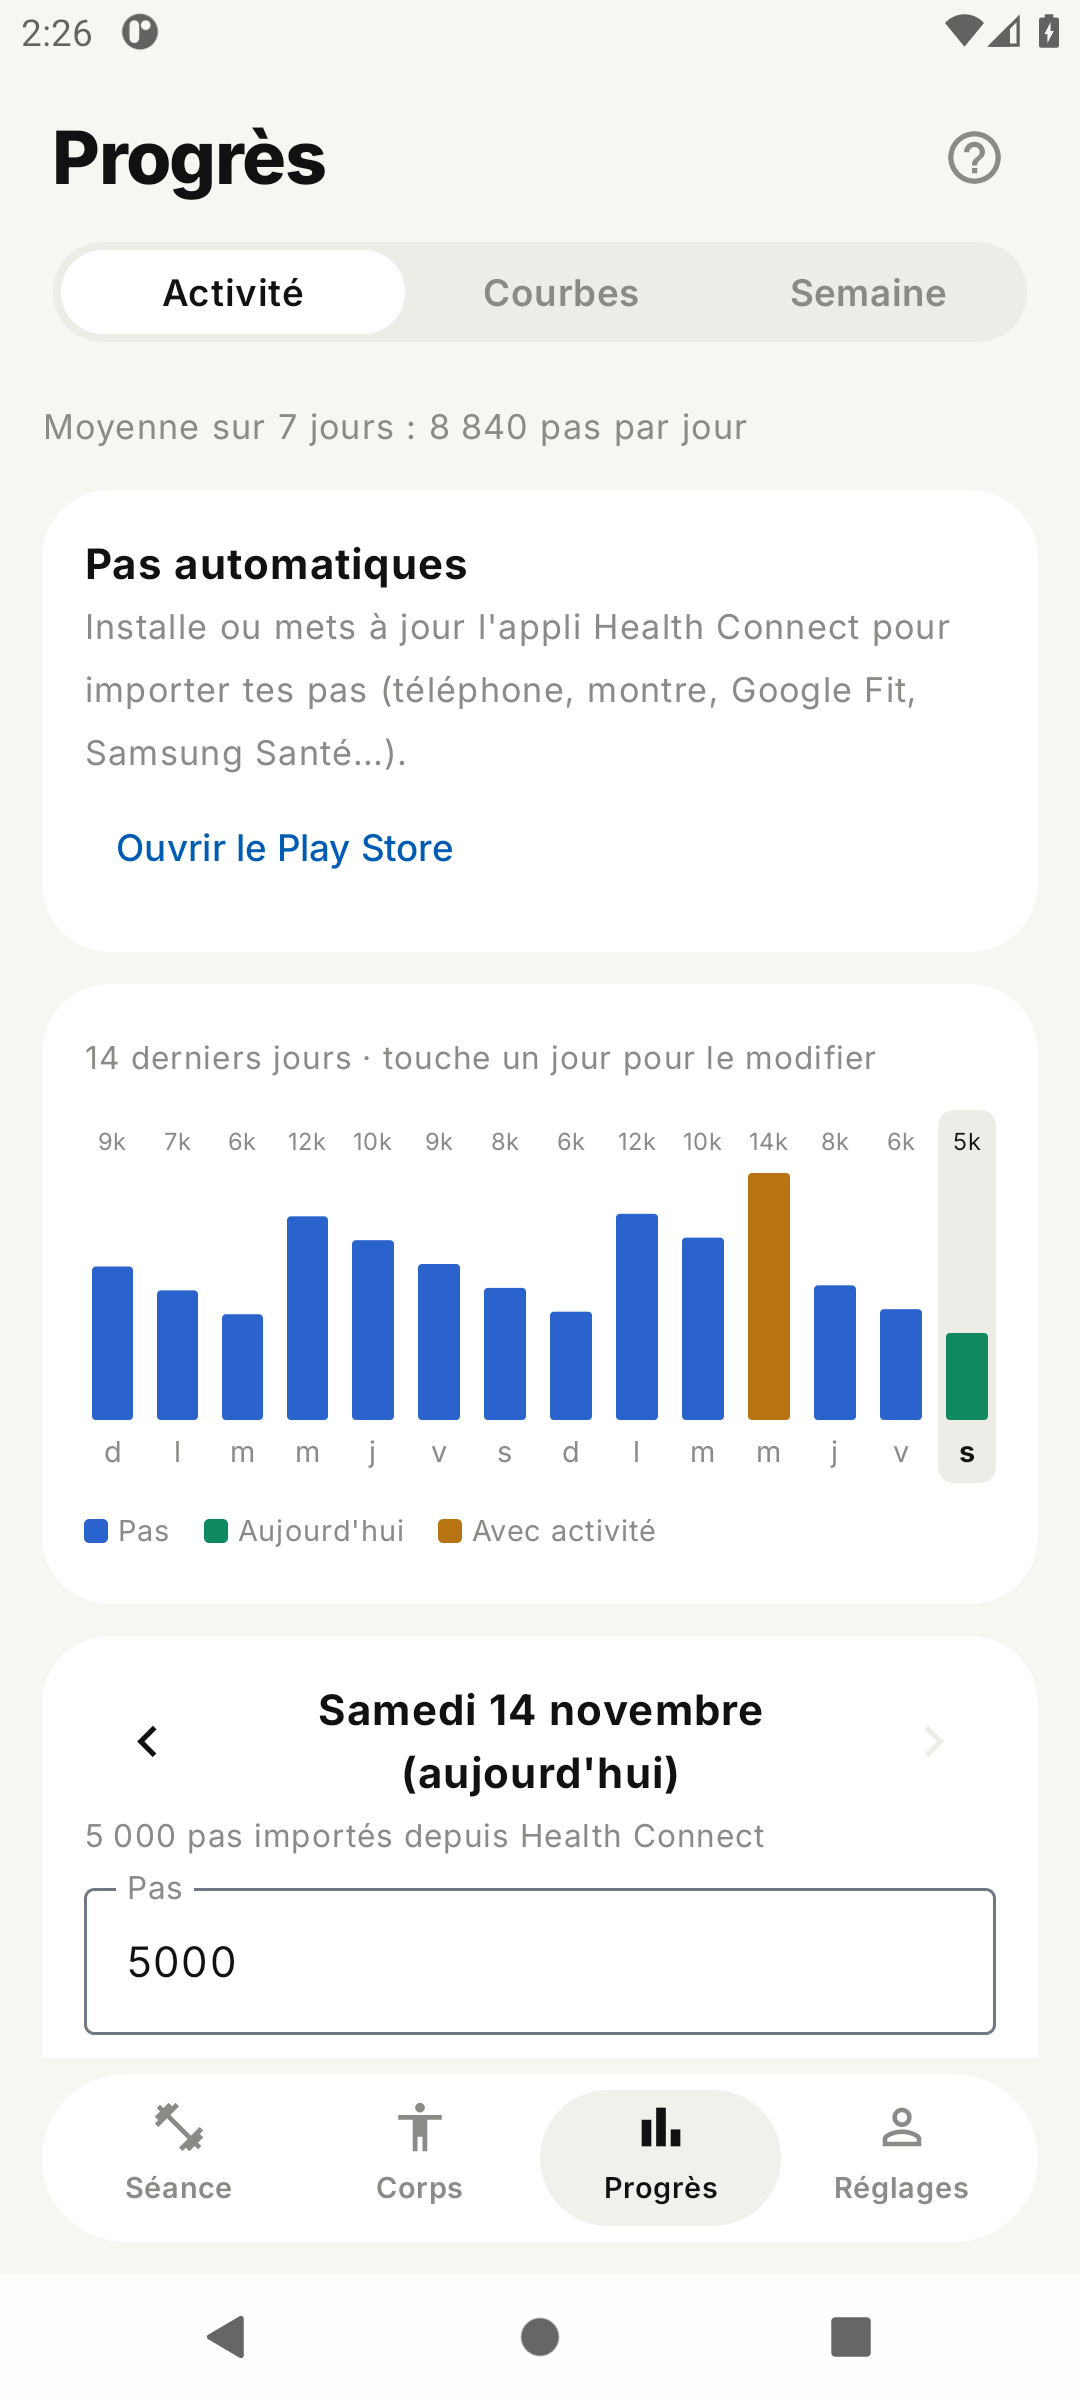 2:26
Progrès
Activité Courbes Semaine
Moyenne sur 7 jours : 8 840 pas par jour
Pas automatiques
Installe ou mets à jour l'appli Health Connect pour
importer tes pas (téléphone, montre, Google Fit,
Samsung Santé...).
Ouvrir le Play Store
14 derniers jours · touche un jour pour le modifier
9k 7k 6k 12k 10k 9k 8k 6k 12k 10k 14k 8k 6k 5k
d l m m j v s d l m m j v s
Pas Aujourd'hui Avec activité
Samedi 14 novembre
(aujourd'hui)
5 000 pas importés depuis Health Connect
Pas
5000
Séance Corps Progrès Réglages